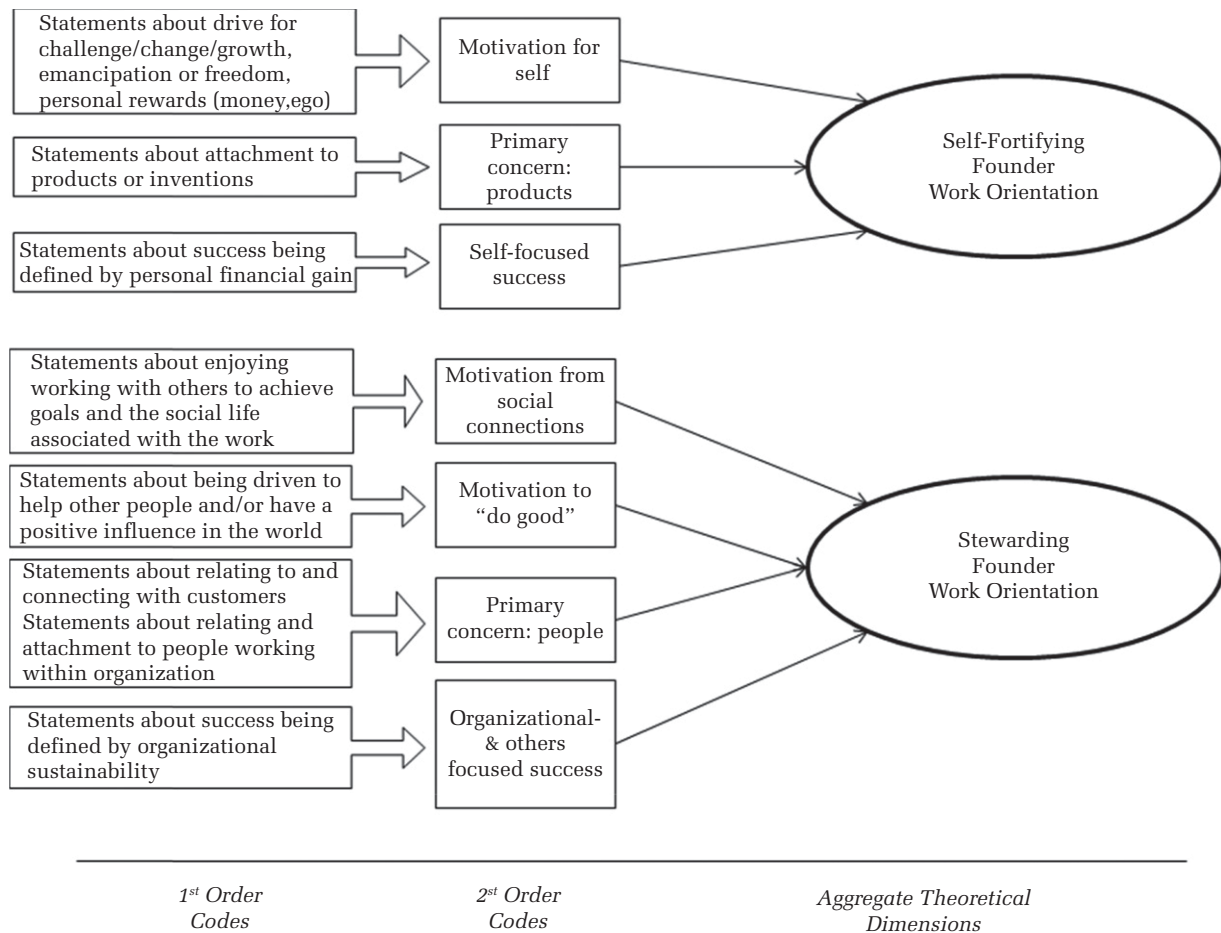 Statements about drive for
challenge/change/growth,
emancipation or freedom,
personal rewards (money,ego)
Motivation for
self
Statements about attachment to
products or inventions
Primary
concern:
products
Statements about success being
defined by personal financial gain
Self-focused
success
Self-Fortifying
Founder
Work Orientation
Statements about enjoying
working with others to achieve
goals and the social life
associated with the work
Motivation from
social
connections
Statements about being driven to
help other people and/or have a
positive influence in the world
Motivation to
“do good”
Statements about relating to and
connecting with customers
Statements about relating and
attachment to people working
within organization
Primary
concern: people
Statements about success being
defined by organizational
sustainability
Organizational-
& others
focused success
Stewarding
Founder
Work Orientation
1st Order
Codes
2st Order
Codes
Aggregate Theoretical
Dimensions